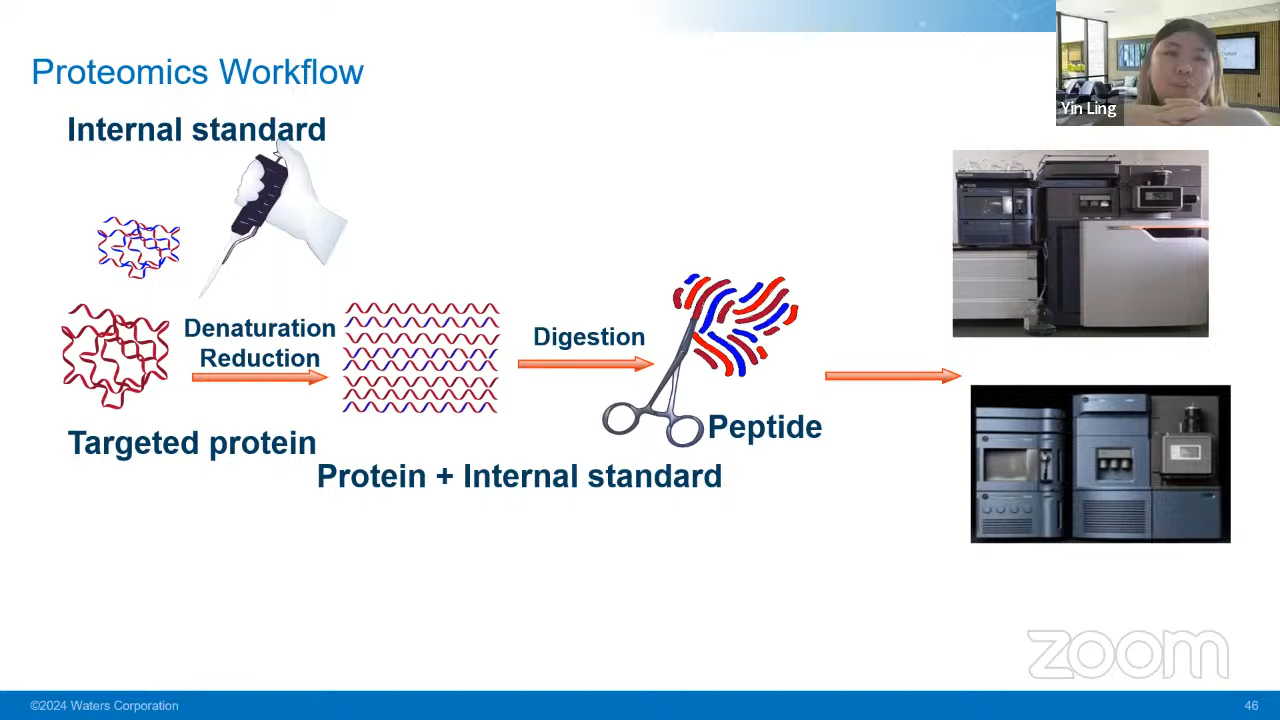 Proteomics Workflow
Internal standard
Yin Ling
Denaturation
Reduction
Digestion
Targeted protein
Peptide
Protein + Internal standard
zoom
©2024 Waters Corporation
46